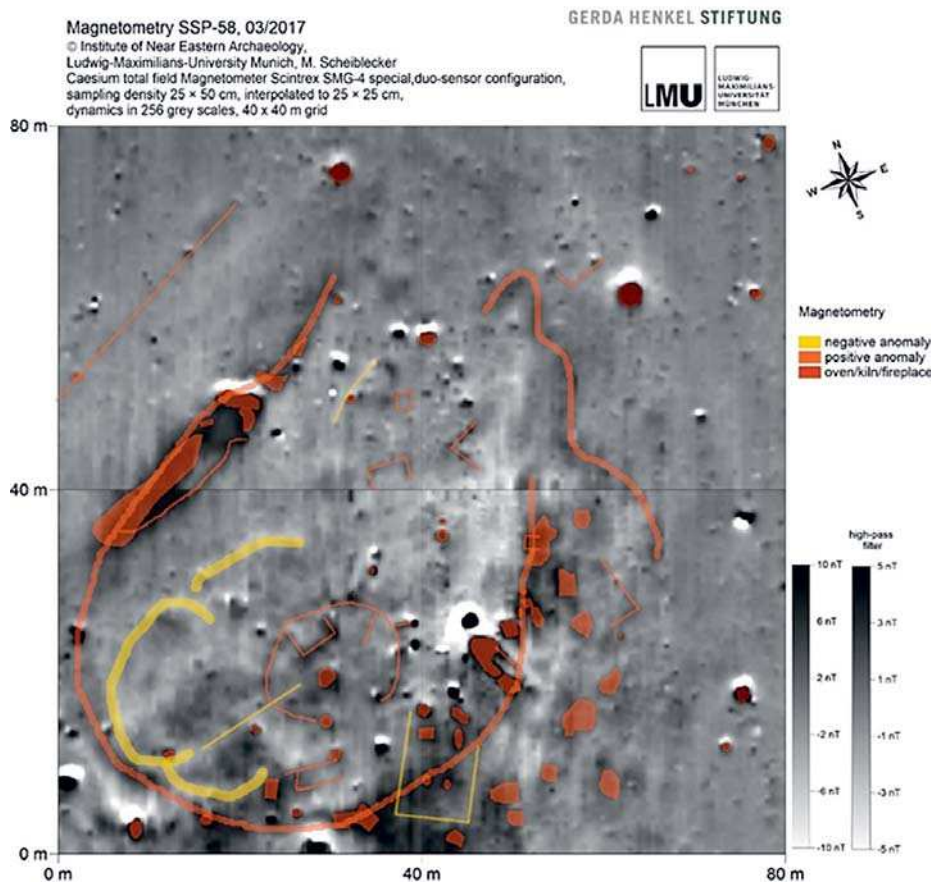 GERDA HENKEL STIFTUNG
Magnetometry SSP-58, 03/2017
© Institute of Near Eastern Archaeology,
Ludwig-Maximilians-University Munich, M. Scheiblecker
Caesium total field Magnetometer Scintrex SMG-4 special,duo-sensor configuration,
sampling density 25 × 50 cm, interpolated to 25 × 25 cm,
dynamics in 256 grey scales, 40 x 40 m grid
LMU
LUDWIG-
MAXIMILIANS-
UNIVERSITÄT
MÜNCHEN
80 m
N
W E
S
Magnetometry
negative anomaly
positive anomaly
oven/kiln/fireplace
40 m
high-pass
filter
10 nT 5 nT
6 nT 3 nT
2 nT 1 nT
-2 nT -1 nT
-6 nT -3 nT
-10 nT -5 nT
0 m
0 m 40 m 80 m